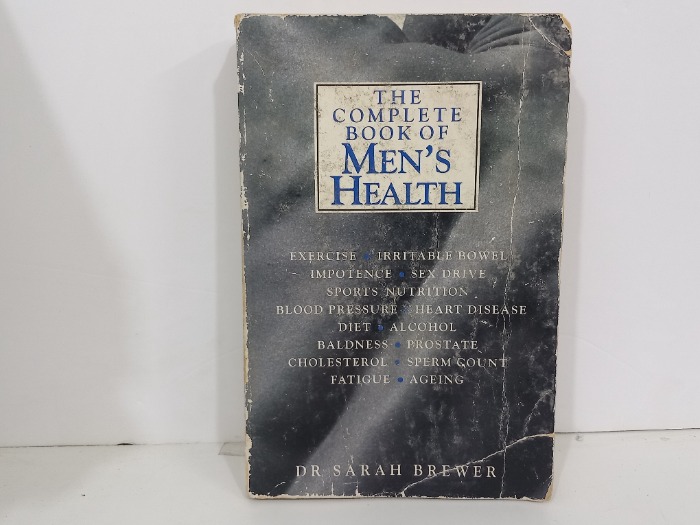 THE
COMPLETE
BOOK OF
MEN'S
HEALTH
EXERCISE • IRRITABLE BOWEL
IMPOTENCE • SEX DRIVE
SPORTS NUTRITION
BLOOD PRESSURE • HEART DISEASE
DIET • ALCOHOL
BALDNESS • PROSTATE
CHOLESTEROL • SPERM COUNT
FATIGUE • AGEING
DR SARAH BREWER